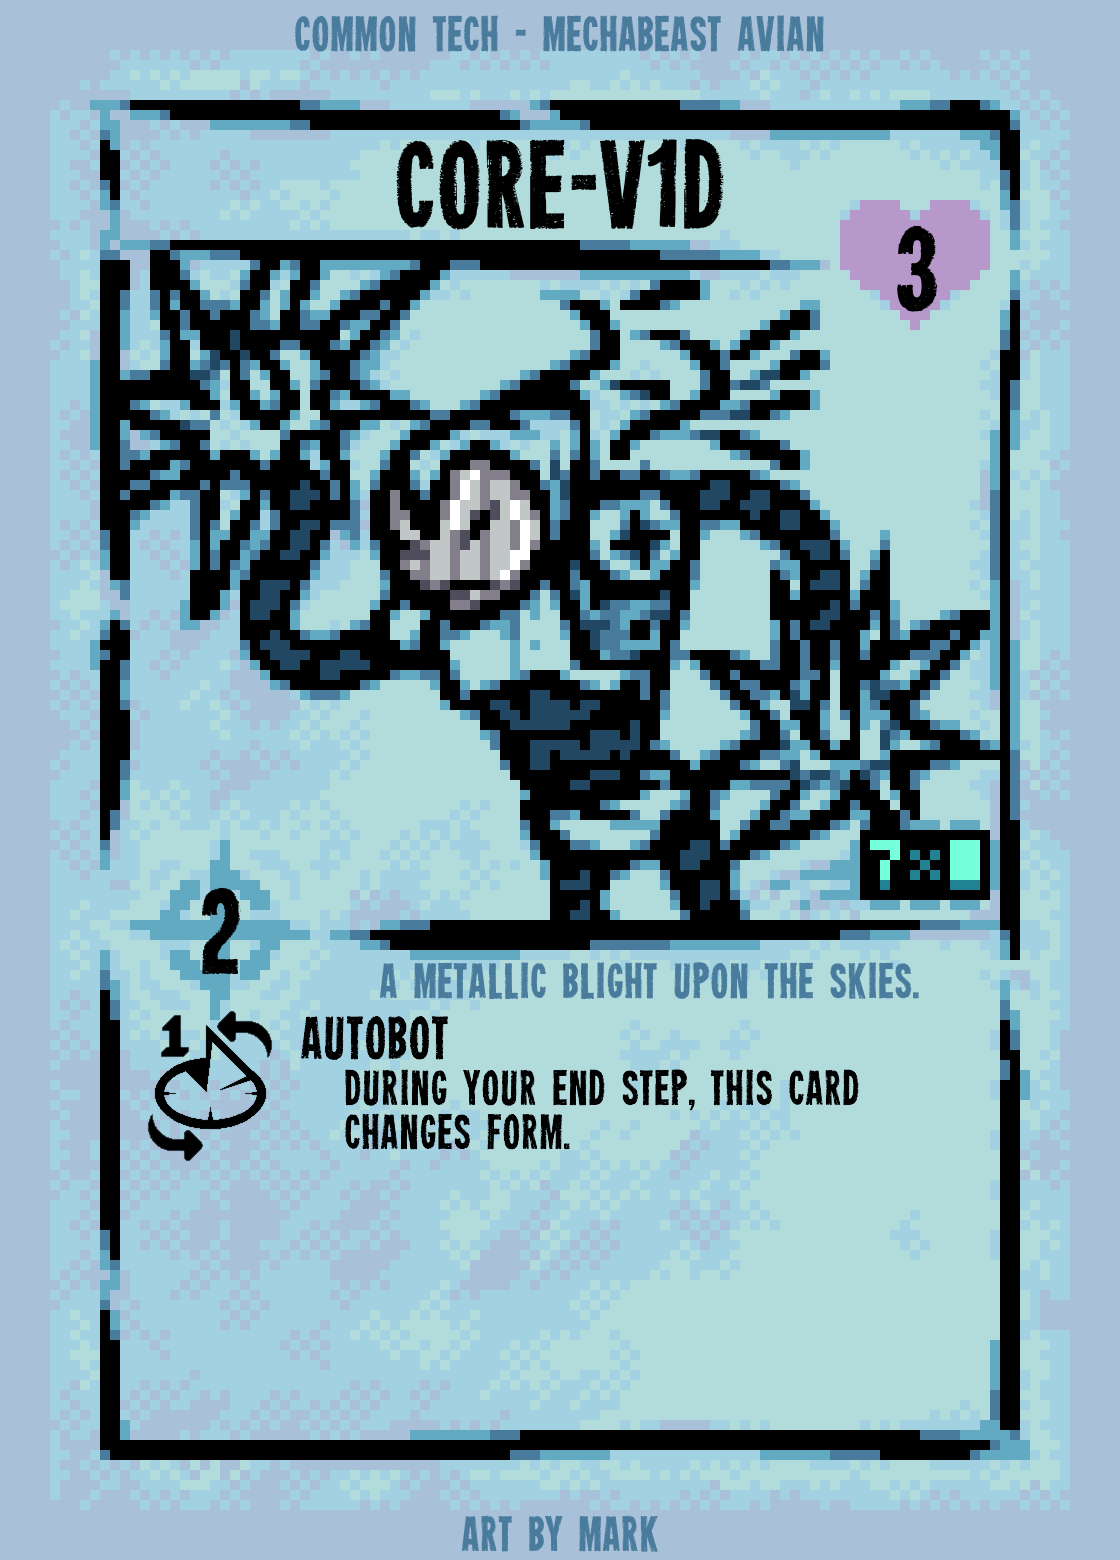 COMMON TECH - MECHABEAST AVIAN
CORE-V1D
3
7
2
A METALLIC BLIGHT UPON THE SKIES.
1
AUTOBOT
DURING YOUR END STEP, THIS CARD
CHANGES FORM.
ART BY MARK